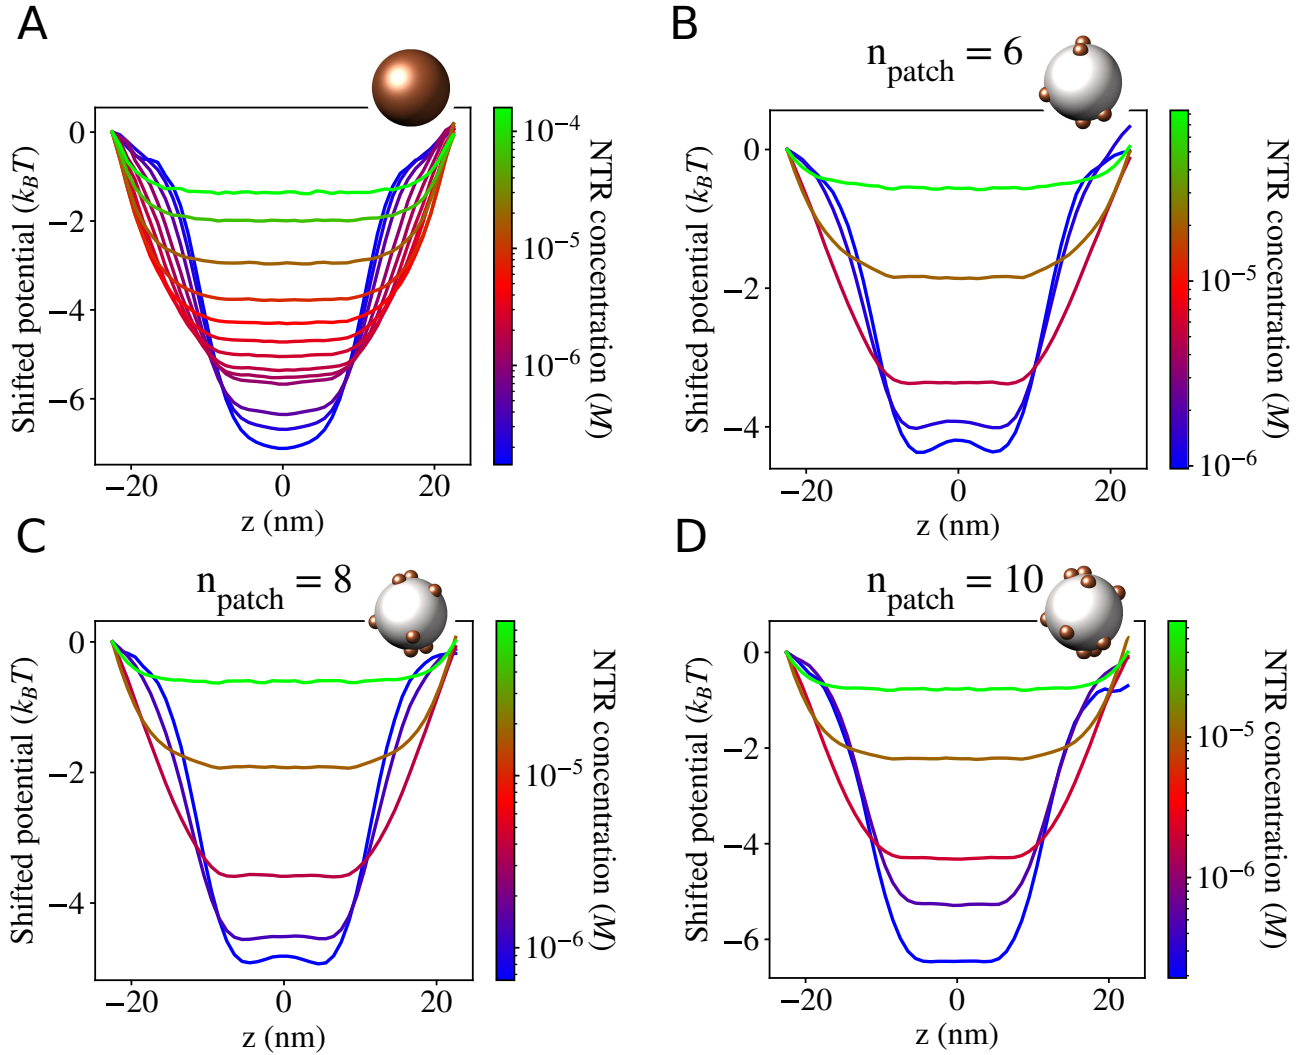 A
0
−2
−4
−6
Shifted potential (k_BT)
−20
0
20
z (nm)
10⁻⁴
10⁻⁵
10⁻⁶
NTR concentration (M)
B
n_patch = 6
0
−2
−4
Shifted potential (k_BT)
−20
0
20
z (nm)
10⁻⁵
10⁻⁶
NTR concentration (M)
C
n_patch = 8
0
−2
−4
Shifted potential (k_BT)
−20
0
20
z (nm)
10⁻⁵
10⁻⁶
NTR concentration (M)
D
n_patch = 10
0
−2
−4
−6
Shifted potential (k_BT)
−20
0
20
z (nm)
10⁻⁵
10⁻⁶
NTR concentration (M)